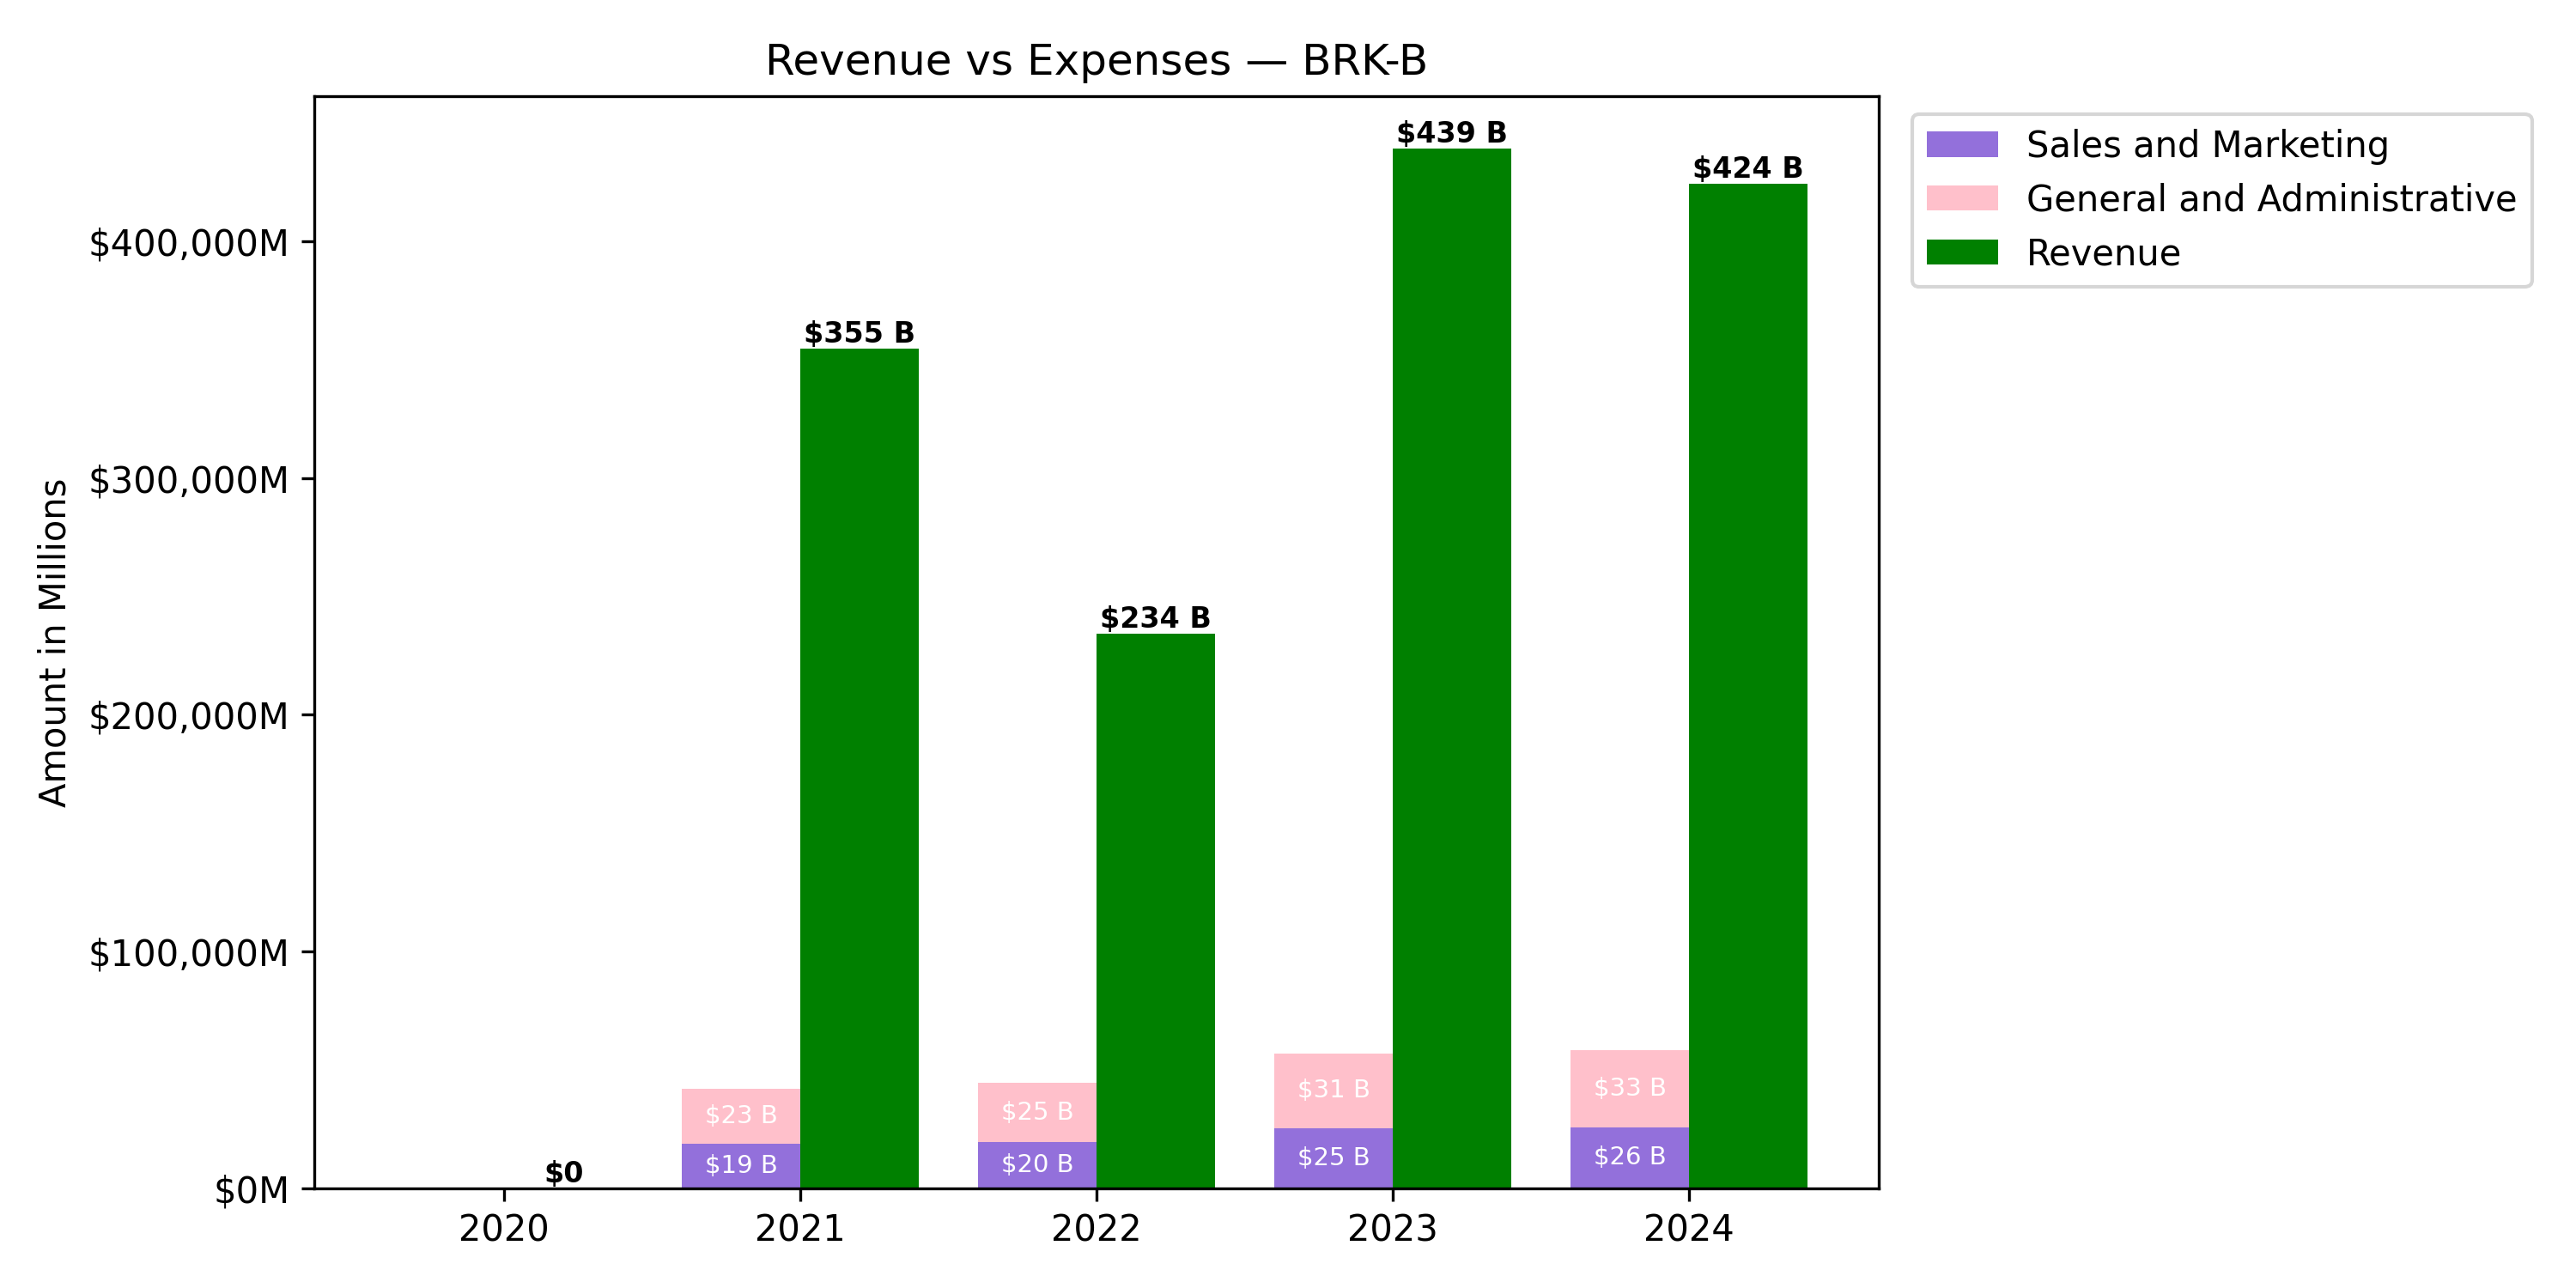 Revenue vs Expenses — BRK-B
Sales and Marketing
General and Administrative
Revenue
Amount in Millions
$400,000M
$300,000M
$200,000M
$100,000M
$0M
$0
$355 B
$23 B
$19 B
$234 B
$25 B
$20 B
$439 B
$31 B
$25 B
$424 B
$33 B
$26 B
2020
2021
2022
2023
2024